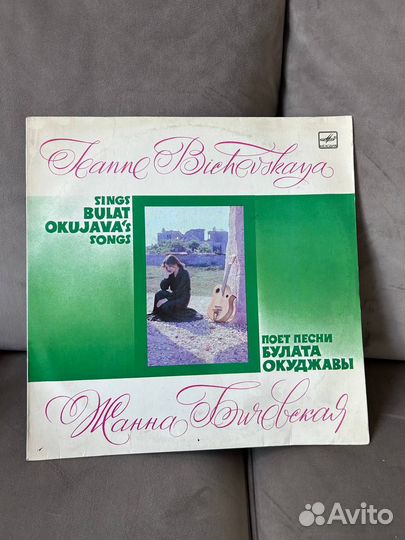 Jeanne Bichevskaya
SINGS
BULAT
OKUJAVA's
SONGS
ПОЕТ ПЕСНИ
БУЛАТА
ОКУДЖАВЫ
Жанна Бичевская
Avito